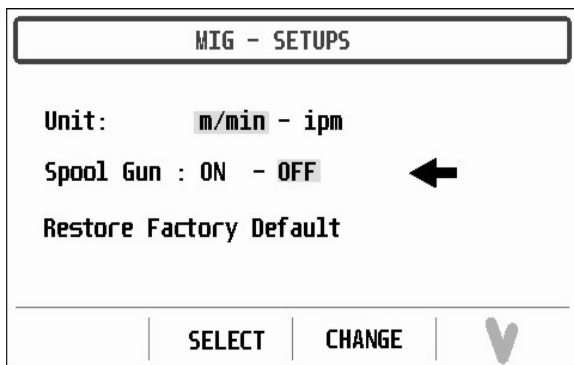 MIG - SETUPS
Unit: m/min - ipm
Spool Gun : ON - OFF
Restore Factory Default
SELECT CHANGE